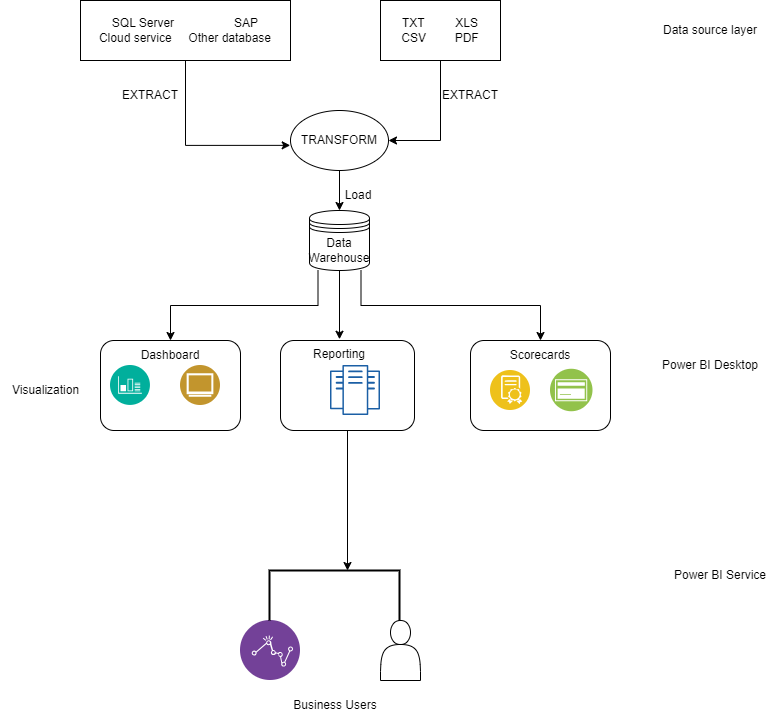 SQL Server SAP
Cloud service Other database
TXT XLS
CSV PDF
Data source layer
EXTRACT
EXTRACT
TRANSFORM
Load
Data
Warehouse
Dashboard
Reporting
Scorecards
Power BI Desktop
Visualization
Power BI Service
Business Users